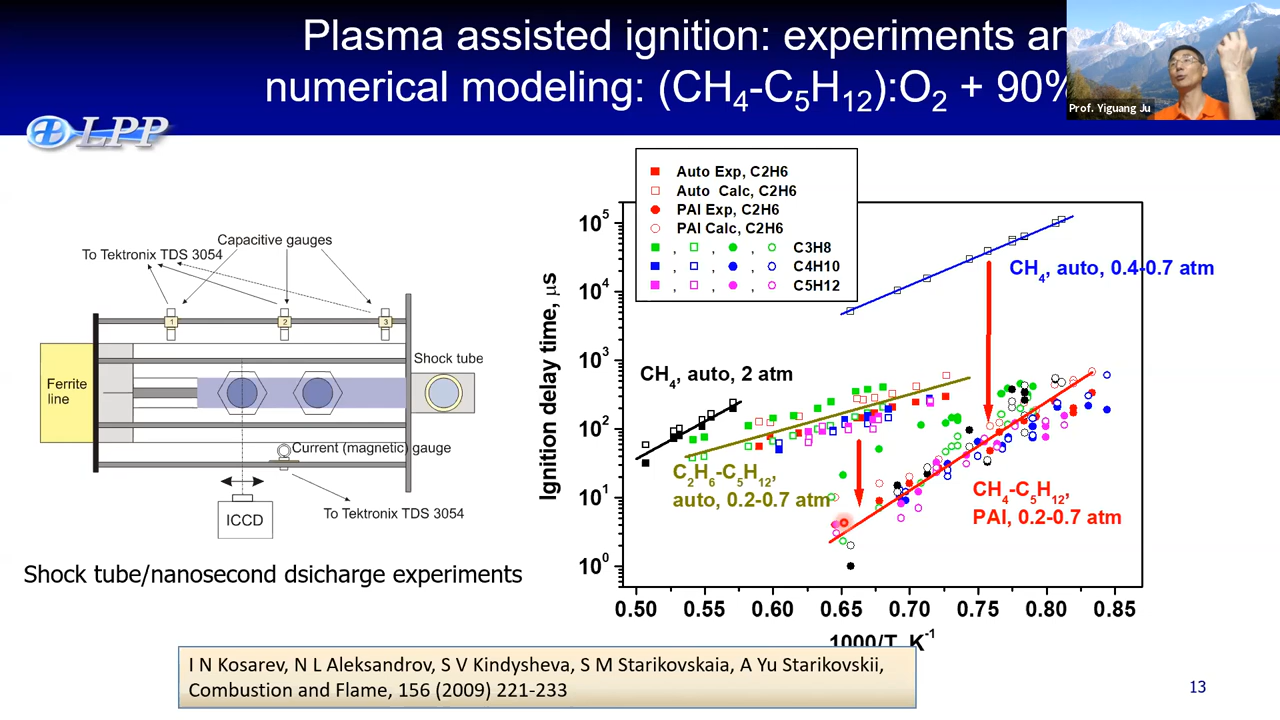 Plasma assisted ignition: experiments an
numerical modeling: (CH₄-C₅H₁₂):O₂ + 90%
Prof. Yiguang Ju
LPP
Capacitive gauges
To Tektronix TDS 3054
1
2
3
Shock tube
Ferrite
line
Current (magnetic) gauge
ICCD
To Tektronix TDS 3054
Shock tube/nanosecond dsicharge experiments
Auto Exp, C2H6
Auto Calc, C2H6
PAI Exp, C2H6
PAI Calc, C2H6
, , , C3H8
, , , C4H10
, , , C5H12
Ignition delay time, μs
10⁵
10⁴
10³
10²
10¹
10⁰
CH₄, auto, 0.4-0.7 atm
CH₄, auto, 2 atm
C₂H₆-C₅H₁₂,
auto, 0.2-0.7 atm
CH₄-C₅H₁₂,
PAI, 0.2-0.7 atm
0.50 0.55 0.60 0.65 0.70 0.75 0.80 0.85
1000/T, K⁻¹
I N Kosarev, N L Aleksandrov, S V Kindysheva, S M Starikovskaia, A Yu Starikovskii,
Combustion and Flame, 156 (2009) 221-233
13